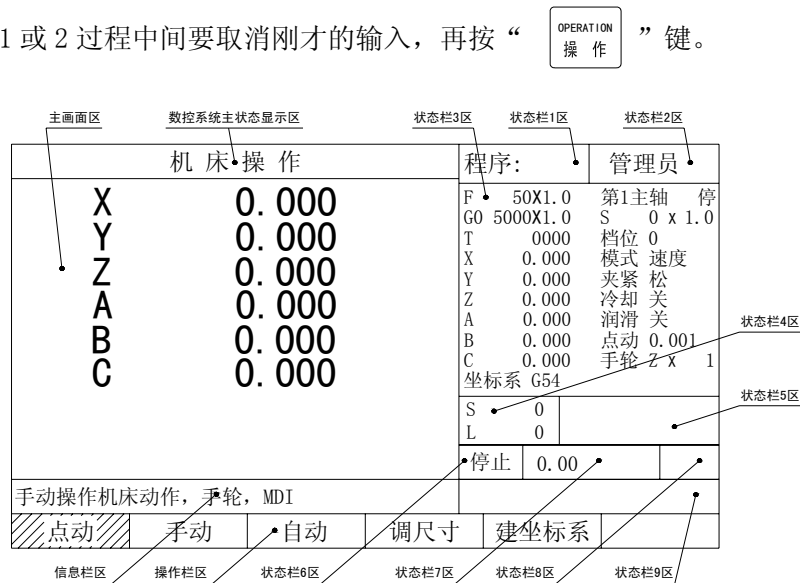 1 或 2 过程中间要取消刚才的输入，再按“ OPERATION 操 作 ”键。
主画面区 数控系统主状态显示区 状态栏3区 状态栏1区 状态栏2区
机 床 操 作 程序: 管理员
X 0.000 F 50X1.0 第1主轴 停
Y 0.000 G0 5000X1.0 S 0 x 1.0
Z 0.000 T 0000 档位 0
A 0.000 X 0.000 模式 速度
B 0.000 Y 0.000 夹紧 松
C 0.000 Z 0.000 冷却 关
A 0.000 润滑 关
状态栏4区
B 0.000 点动 0.001
C 0.000 手轮 Z X 1
坐标系 G54
状态栏5区
S 0
L 0
停止 0.00
手动操作机床动作，手轮，MDI
点动 手动 自动 调尺寸 建坐标系
信息栏区 操作栏区 状态栏6区 状态栏7区 状态栏8区 状态栏9区